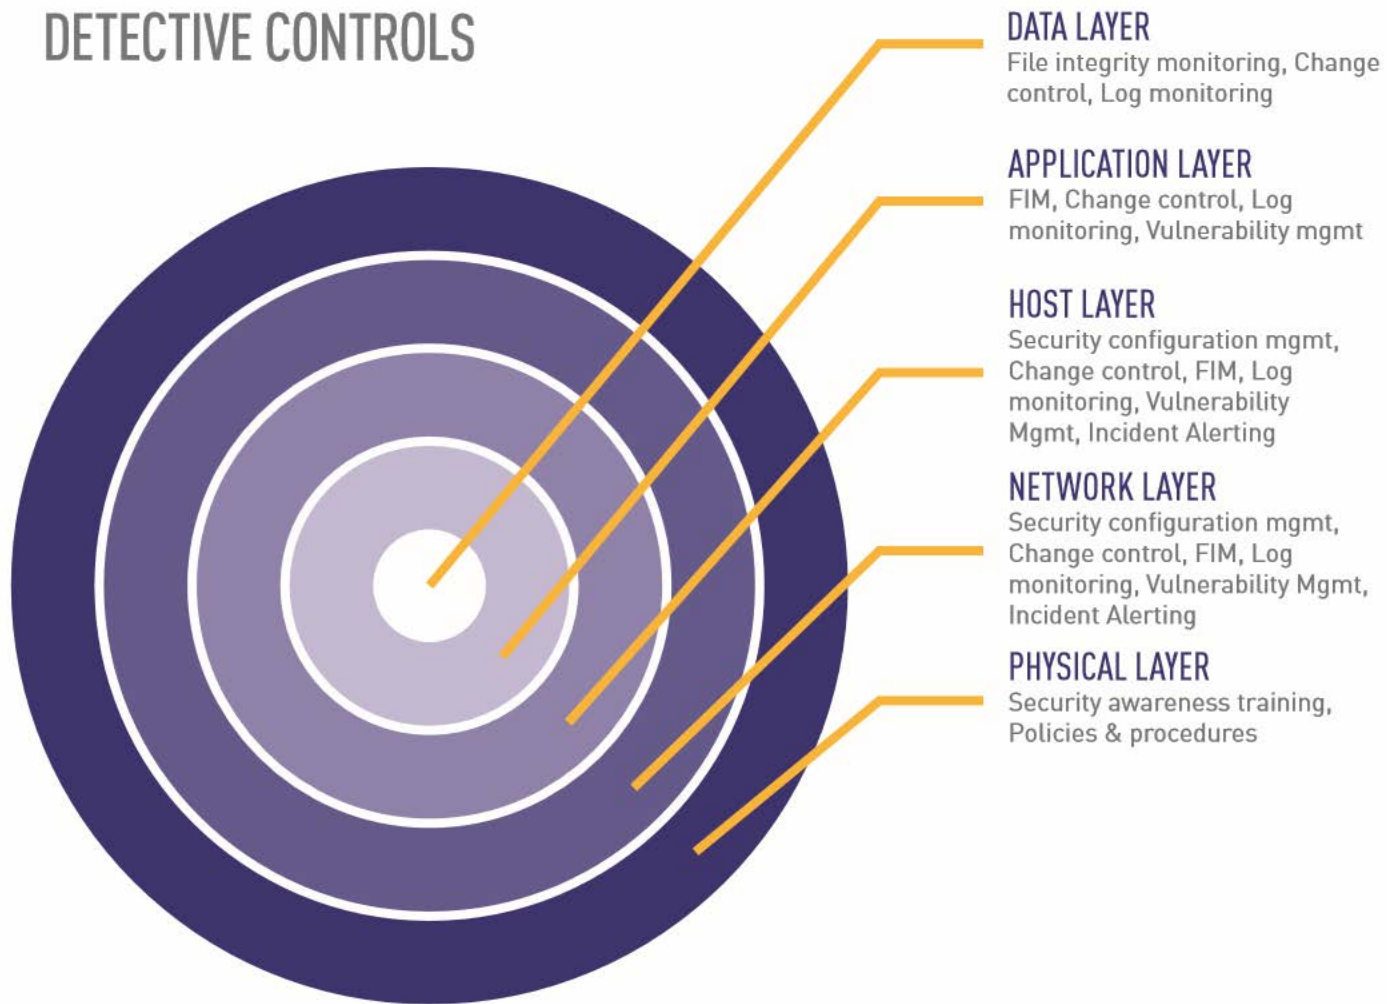 DETECTIVE CONTROLS
DATA LAYER
File integrity monitoring, Change
control, Log monitoring
APPLICATION LAYER
FIM, Change control, Log
monitoring, Vulnerability mgmt
HOST LAYER
Security configuration mgmt,
Change control, FIM, Log
monitoring, Vulnerability
Mgmt, Incident Alerting
NETWORK LAYER
Security configuration mgmt,
Change control, FIM, Log
monitoring, Vulnerability Mgmt,
Incident Alerting
PHYSICAL LAYER
Security awareness training,
Policies & procedures